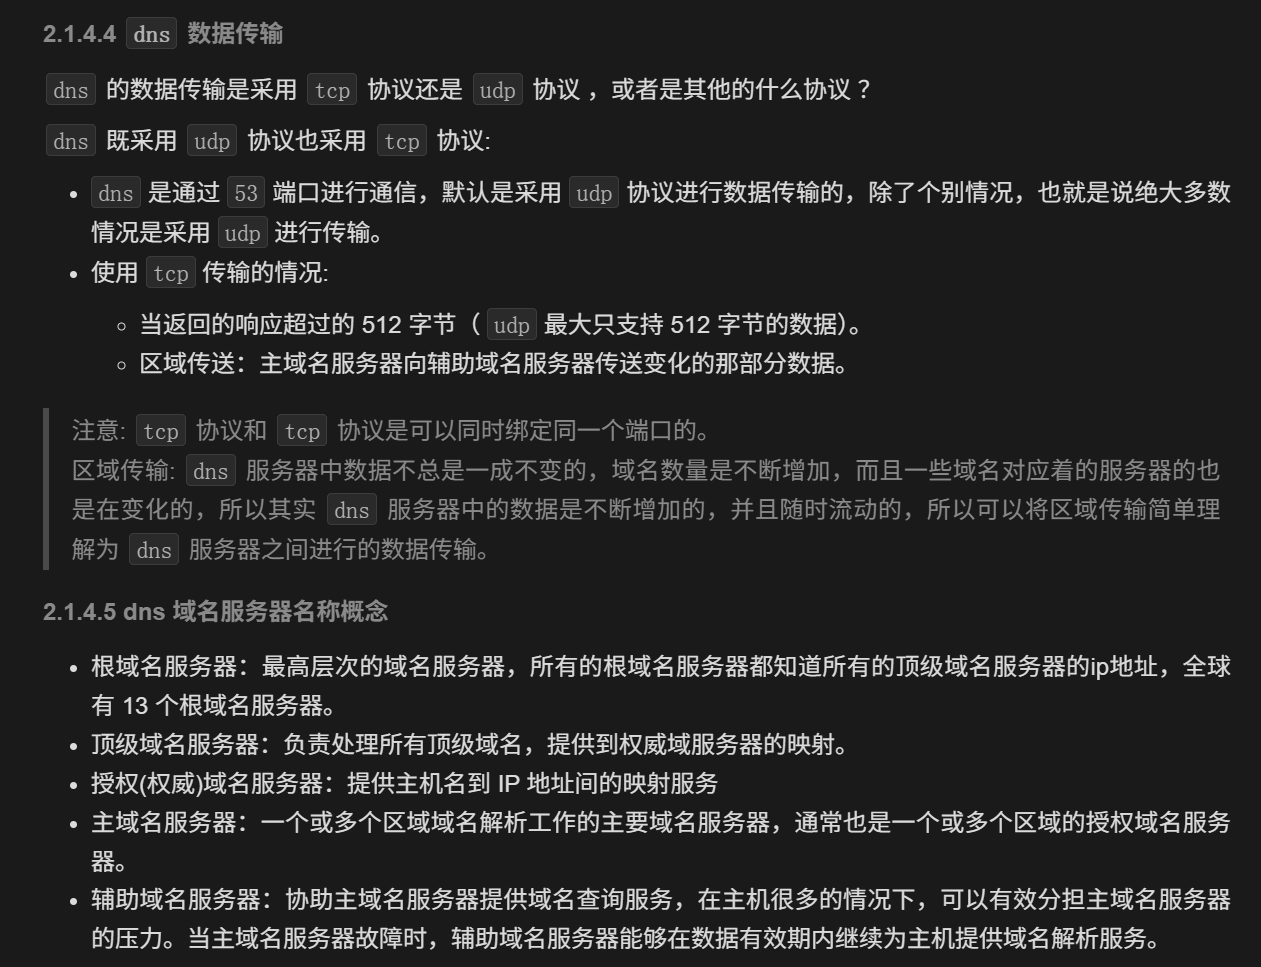 2.1.4.4 dns 数据传输
dns 的数据传输是采用 tcp 协议还是 udp 协议 ，或者是其他的什么协议 ？
dns 既采用 udp 协议也采用 tcp 协议:
• dns 是通过 53 端口进行通信，默认是采用 udp 协议进行数据传输的，除了个别情况，也就是说绝大多数
情况是采用 udp 进行传输。
• 使用 tcp 传输的情况:
◦ 当返回的响应超过的 512 字节（ udp 最大只支持 512 字节的数据）。
◦ 区域传送：主域名服务器向辅助域名服务器传送变化的那部分数据。
注意: tcp 协议和 tcp 协议是可以同时绑定同一个端口的。
区域传输: dns 服务器中数据不总是一成不变的，域名数量是不断增加，而且一些域名对应着的服务器的也
是在变化的，所以其实 dns 服务器中的数据是不断增加的，并且随时流动的，所以可以将区域传输简单理
解为 dns 服务器之间进行的数据传输。
2.1.4.5 dns 域名服务器名称概念
• 根域名服务器：最高层次的域名服务器，所有的根域名服务器都知道所有的顶级域名服务器的ip地址，全球
有 13 个根域名服务器。
• 顶级域名服务器：负责处理所有顶级域名，提供到权威域服务器的映射。
• 授权(权威)域名服务器：提供主机名到 IP 地址间的映射服务
• 主域名服务器：一个或多个区域域名解析工作的主要域名服务器，通常也是一个或多个区域的授权域名服务
器。
• 辅助域名服务器：协助主域名服务器提供域名查询服务，在主机很多的情况下，可以有效分担主域名服务器
的压力。当主域名服务器故障时，辅助域名服务器能够在数据有效期内继续为主机提供域名解析服务。